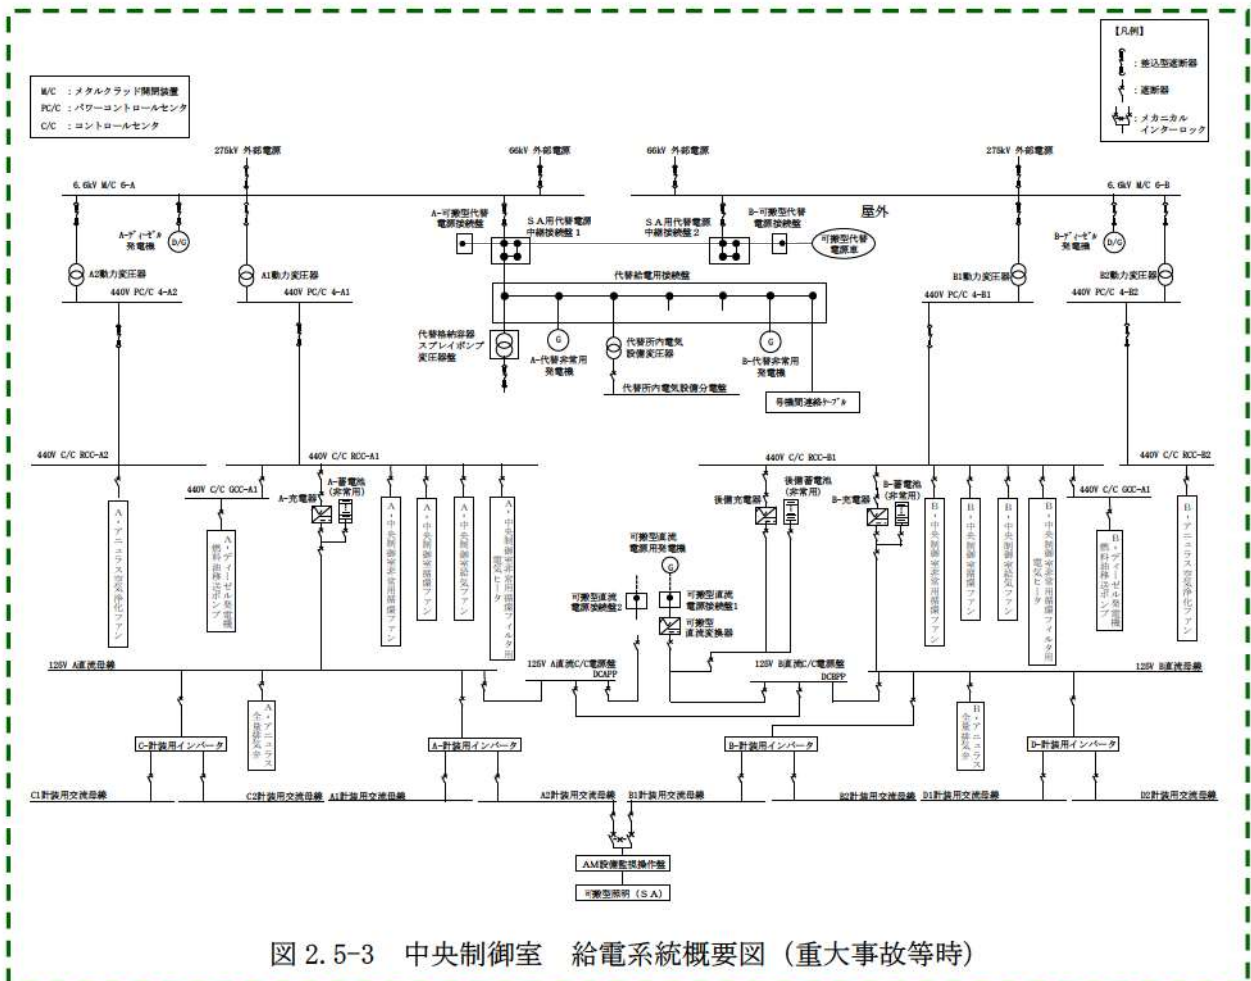 【凡例】
：差込型遮断器
：遮断器
：メカニカル
インターロック
M/C ：メタルクラッド開閉装置
PC/C ：パワーコントロールセンタ
C/C ：コントロールセンタ
275kV 外部電源
66kV 外部電源
66kV 外部電源
275kV 外部電源
6.6kV M/C 6-A
6.6kV M/C 6-B
屋外
A-ディーゼル
発電機
D/G
A-可搬型代替
電源接続盤
SA用代替電源
中継接続盤1
SA用代替電源
中継接続盤2
B-可搬型代替
電源接続盤
可搬型代替
電源車
B-ディーゼル
発電機
D/G
A2動力変圧器
A1動力変圧器
B1動力変圧器
B2動力変圧器
代替給電用接続盤
440V PC/C 4-A2
440V PC/C 4-A1
440V PC/C 4-B1
440V PC/C 4-B2
代替格納容器
スプレイポンプ
変圧器盤
G
A-代替非常用
発電機
代替所内電気
設備変圧器
G
B-代替非常用
発電機
代替所内電気設備分電盤
号機間連絡ケーブル
440V C/C RCC-A2
440V C/C RCC-A1
440V C/C RCC-B1
440V C/C RCC-B2
440V C/C GCC-A1
A-充電器
A-蓄電池
(非常用)
後備充電器
後備蓄電池
(非常用)
B-充電器
B-蓄電池
(非常用)
440V C/C GCC-A1
A・アニュラス空気浄化ファン
A・ディーゼル発電機
燃料油移送ポンプ
A・中央制御室非常用循環ファン
A・中央制御室循環ファン
A・中央制御室給気ファン
A・中央制御室非常用循環フィルタ用
電気ヒータ
B・中央制御室非常用循環ファン
B・中央制御室循環ファン
B・中央制御室給気ファン
B・中央制御室非常用循環フィルタ用
電気ヒータ
B・ディーゼル発電機
燃料油移送ポンプ
B・アニュラス空気浄化ファン
可搬型直流
電源用発電機
G
可搬型直流
電源接続盤2
可搬型直流
電源接続盤1
可搬型
直流変換器
125V A直流母線
125V A直流C/C電源盤
DCAPP
125V B直流C/C電源盤
DCBPP
125V B直流母線
A・アニュラス
全量排気弁
B・アニュラス
全量排気弁
C-計装用インバータ
A-計装用インバータ
B-計装用インバータ
D-計装用インバータ
C1計装用交流母線
C2計装用交流母線
A1計装用交流母線
A2計装用交流母線
B1計装用交流母線
B2計装用交流母線
D1計装用交流母線
D2計装用交流母線
AM設備監視操作盤
可搬型照明（SA）
図 2.5-3 中央制御室 給電系統概要図（重大事故等時）